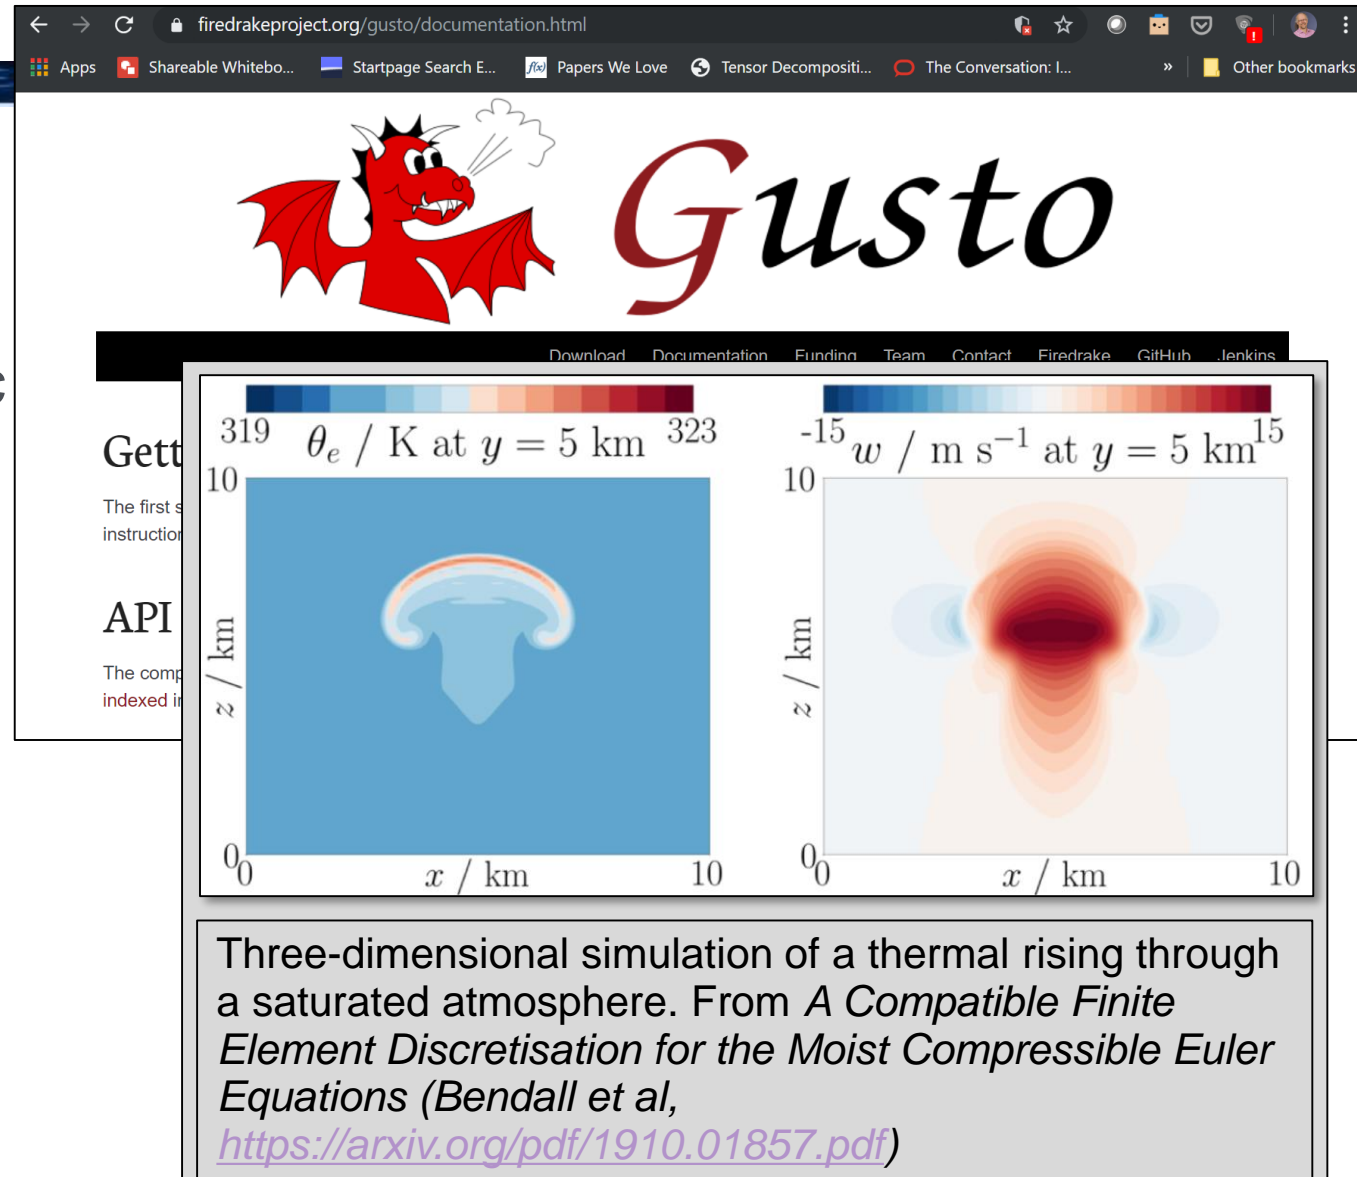 firedrakeproject.org/gusto/documentation.html
Apps Shareable Whitebo... Startpage Search E... f(x) Papers We Love Tensor Decompositi... The Conversation: I... » Other bookmarks
Gusto
Download Documentation Funding Team Contact Firedrake GitHub Jenkins
c
Gett
The first s
instruction
API
The comp
indexed in
319 323
θe / K at y = 5 km
10
z / km
0
0 x / km 10
-15 15
w / m s⁻¹ at y = 5 km
10
z / km
0
0 x / km 10
Three-dimensional simulation of a thermal rising through
a saturated atmosphere. From A Compatible Finite
Element Discretisation for the Moist Compressible Euler
Equations (Bendall et al,
https://arxiv.org/pdf/1910.01857.pdf)